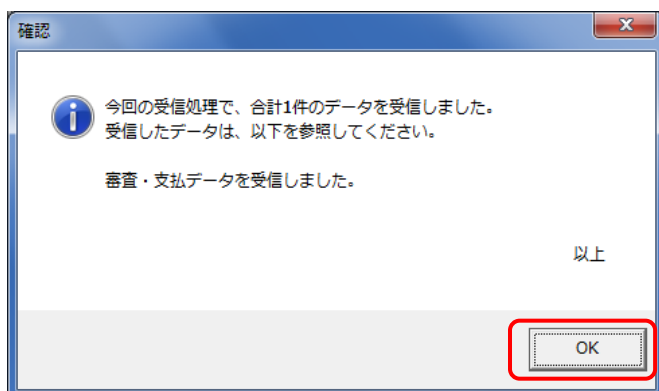 確認
今回の受信処理で、合計1件のデータを受信しました。
受信したデータは、以下を参照してください。
審査・支払データを受信しました。
以上
OK